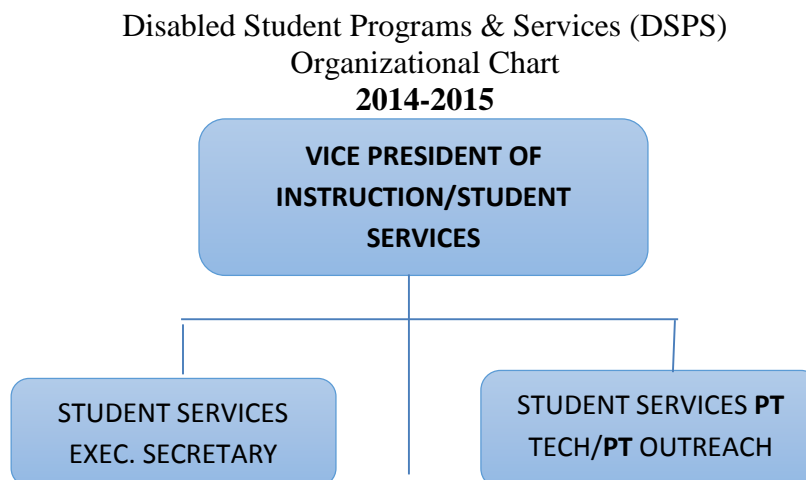 Disabled Student Programs & Services (DSPS)
Organizational Chart
2014-2015
VICE PRESIDENT OF
INSTRUCTION/STUDENT
SERVICES
STUDENT SERVICES
EXEC. SECRETARY
STUDENT SERVICES PT
TECH/PT OUTREACH